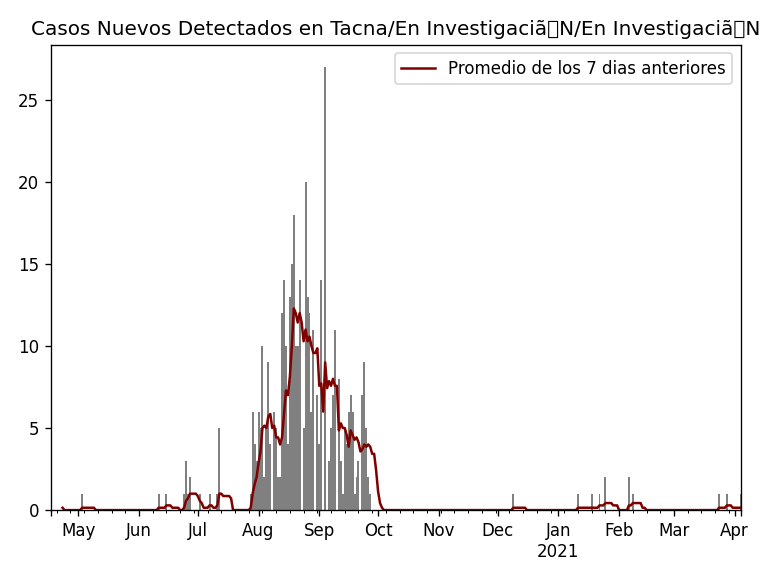 Casos Nuevos Detectados en Tacna/En Investigaciã▯N/En Investigaciã▯N
Promedio de los 7 dias anteriores
25
20
15
10
5
0
May Jun Jul Aug Sep Oct Nov Dec Jan Feb Mar Apr
2021